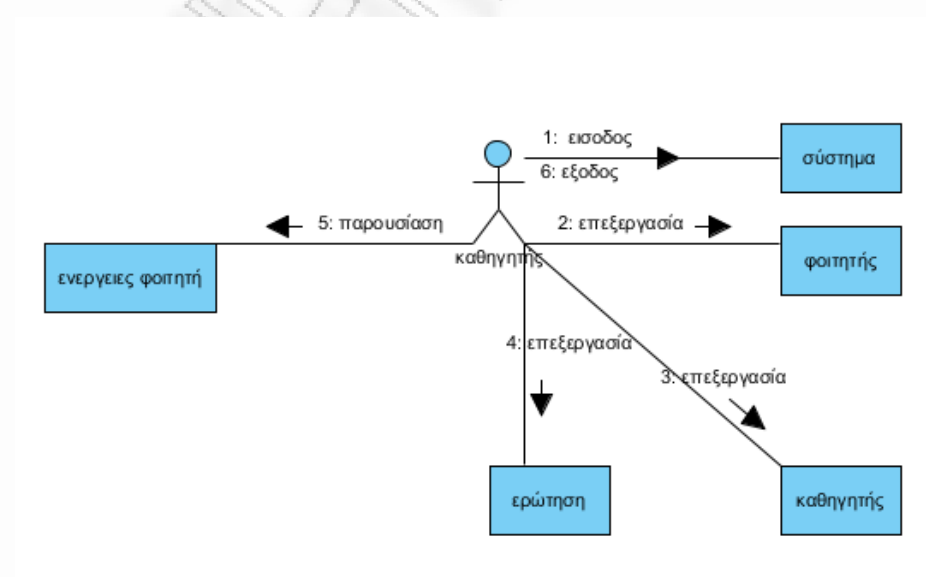 1: εισοδος
6: εξοδος
σύστημα
5: παρουσίαση
2: επεξεργασία
ενεργειες φοιτητή
καθηγητής
φοιτητής
4: επεξεργασία
3: επεξεργασία
ερώτηση
καθηγητής